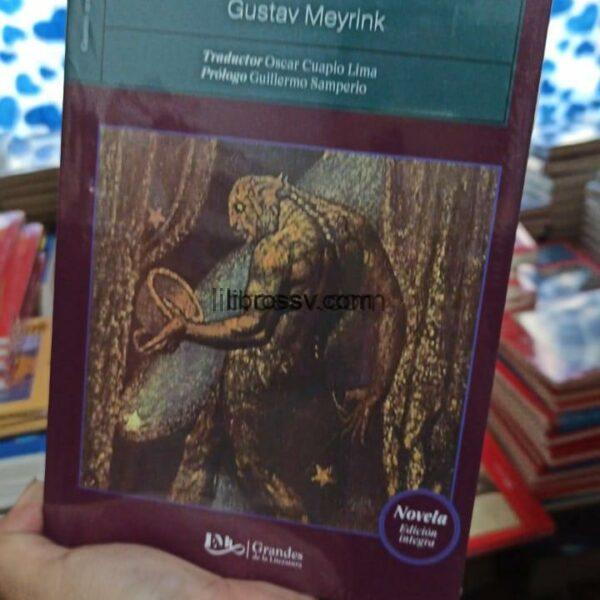 Gustav Meyrink
Traductor Oscar Cuapio Lima
Prólogo Guillermo Samperio
librossv.com
Novela
Edición
íntegra
Grandes
de la Literatura